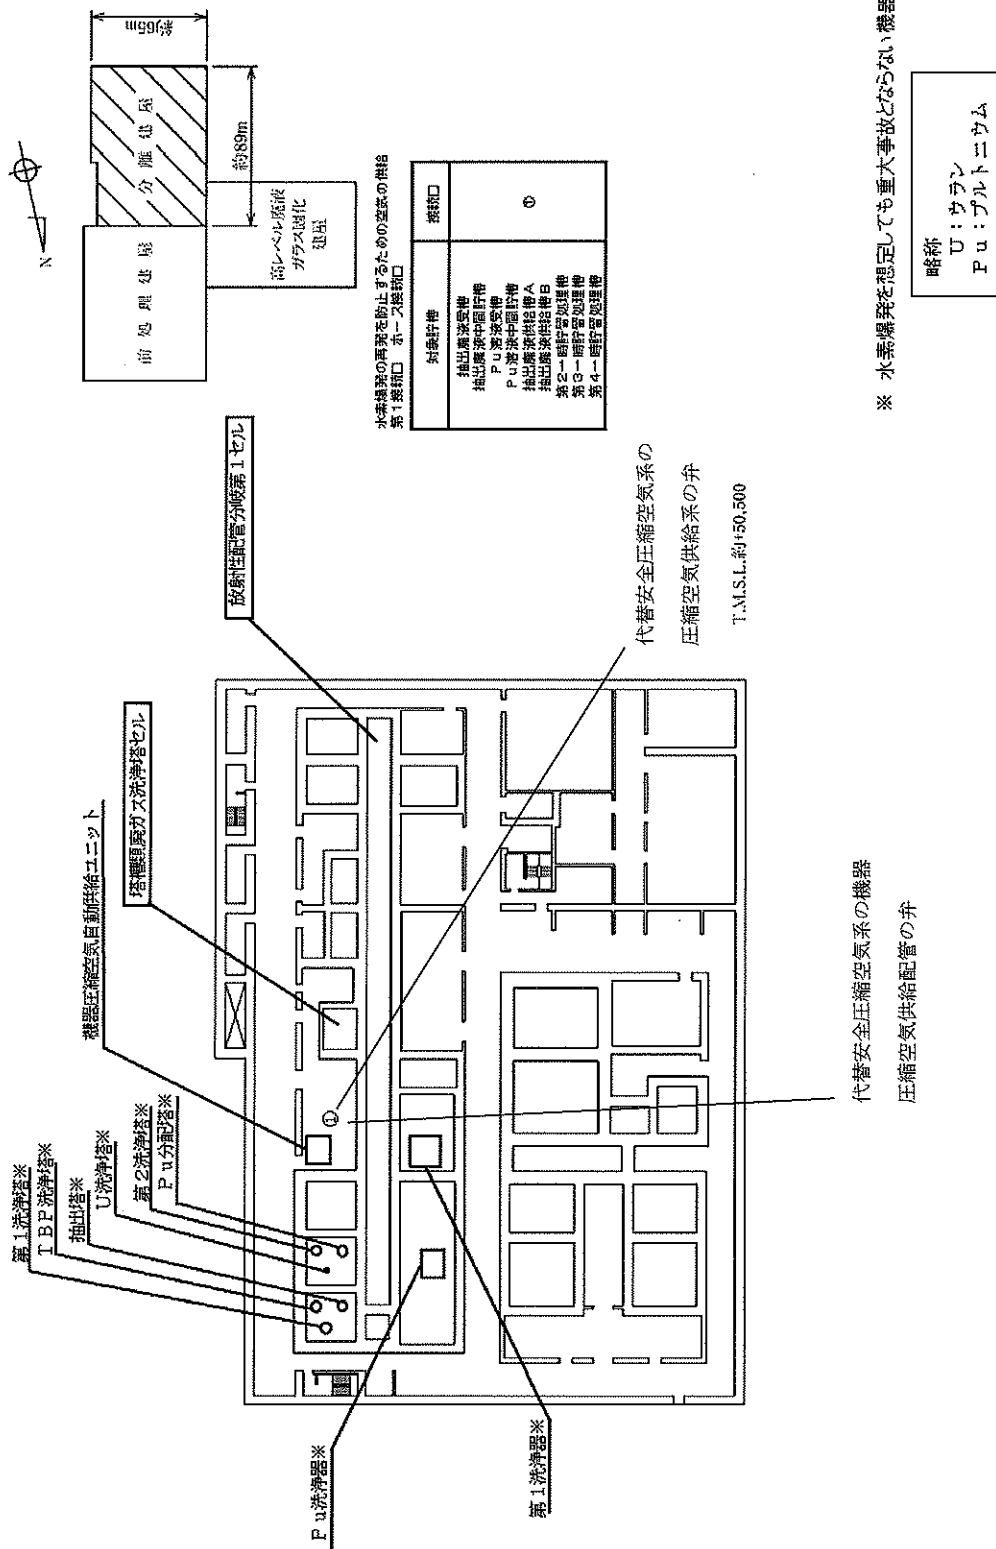 第1洗浄塔※
TBP洗浄塔※
抽出塔※
U洗浄塔※
第2洗浄塔※
Pu分配塔※
機器圧縮空気自動供給ユニット
塔槽類廃ガス洗浄塔セル
放射性配管分岐第1セル
①
Pu洗浄器※
第1洗浄器※
代替安全圧縮空気系の機器
圧縮空気供給配管の弁
代替安全圧縮空気系の
圧縮空気供給系の弁
T.M.S.L.約+50,500
水素爆発の再発を防止するための空気の供給
第1接続口 ホース接続口
対象貯槽 接続口
抽出廃液受槽
抽出廃液中間貯槽
Pu溶液受槽
Pu溶液中間貯槽
抽出廃液供給槽A
抽出廃液供給槽B
第2一時貯留処理槽
第3一時貯留処理槽
第4一時貯留処理槽
①
N
前処理建屋
分離建屋
高レベル廃液
ガラス固化
建屋
約89m
約65m
※ 水素爆発を想定しても重大事故とならない機器
略称
U:ウラン
Pu:プルトニウム